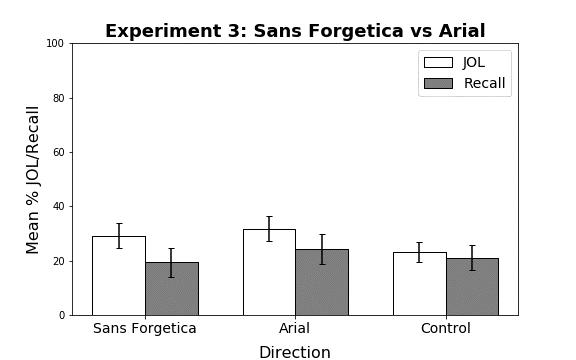 Experiment 3: Sans Forgetica vs Arial
100
80
60
40
20
0
Mean % JOL/Recall
JOL
Recall
Sans Forgetica
Arial
Control
Direction